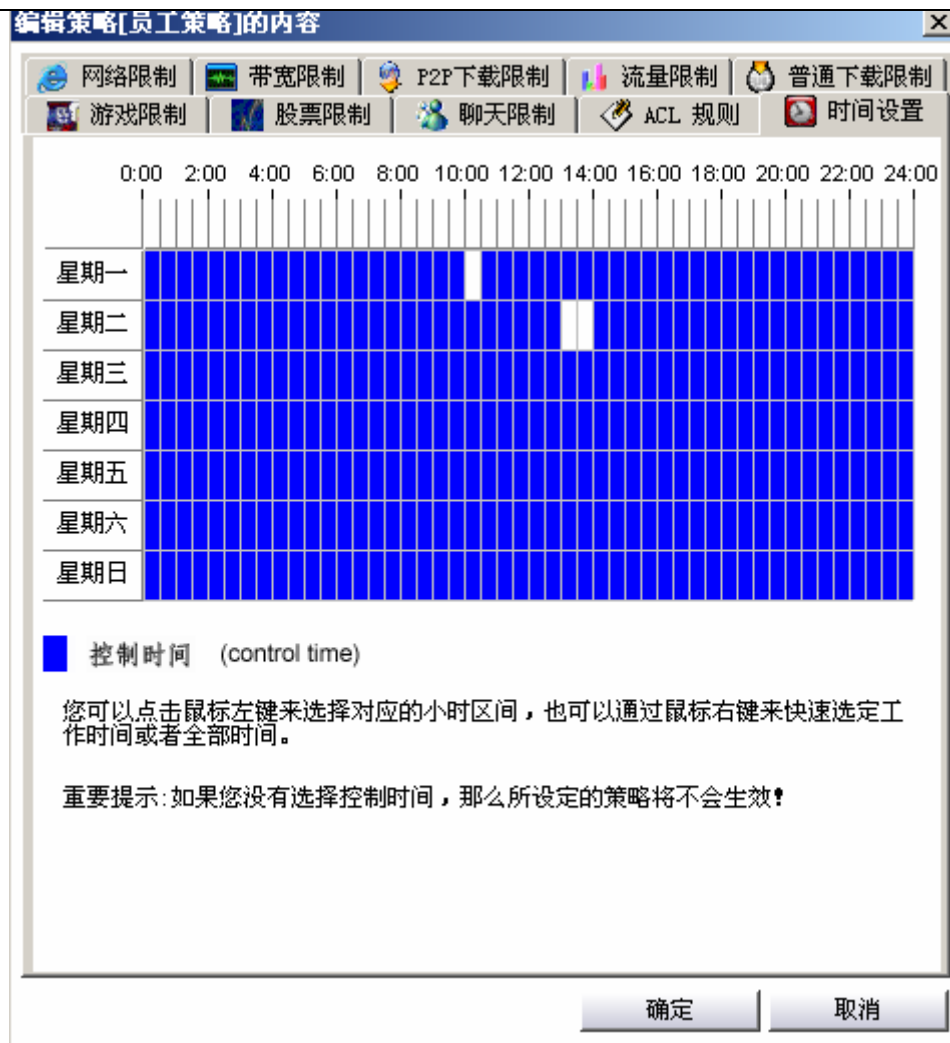 编辑策略[员工策略]的内容
网络限制 带宽限制 P2P下载限制 流量限制 普通下载限制
游戏限制 股票限制 聊天限制 ACL 规则 时间设置
0:00 2:00 4:00 6:00 8:00 10:00 12:00 14:00 16:00 18:00 20:00 22:00 24:00
星期一
星期二
星期三
星期四
星期五
星期六
星期日
控制时间 (control time)
您可以点击鼠标左键来选择对应的小时区间，也可以通过鼠标右键来快速选定工
作时间或者全部时间。
重要提示:如果您没有选择控制时间，那么所设定的策略将不会生效!
确定 取消